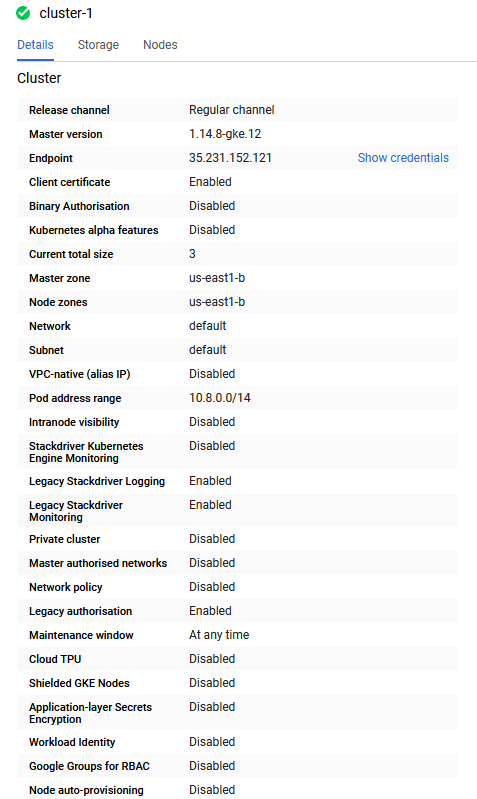 cluster-1
Details Storage Nodes
Cluster
Release channel Regular channel
Master version 1.14.8-gke.12
Endpoint 35.231.152.121 Show credentials
Client certificate Enabled
Binary Authorisation Disabled
Kubernetes alpha features Disabled
Current total size 3
Master zone us-east1-b
Node zones us-east1-b
Network default
Subnet default
VPC-native (alias IP) Disabled
Pod address range 10.8.0.0/14
Intranode visibility Disabled
Stackdriver Kubernetes Disabled
Engine Monitoring
Legacy Stackdriver Logging Enabled
Legacy Stackdriver Enabled
Monitoring
Private cluster Disabled
Master authorised networks Disabled
Network policy Disabled
Legacy authorisation Enabled
Maintenance window At any time
Cloud TPU Disabled
Shielded GKE Nodes Disabled
Application-layer Secrets Disabled
Encryption
Workload Identity Disabled
Google Groups for RBAC Disabled
Node auto-provisioning Disabled